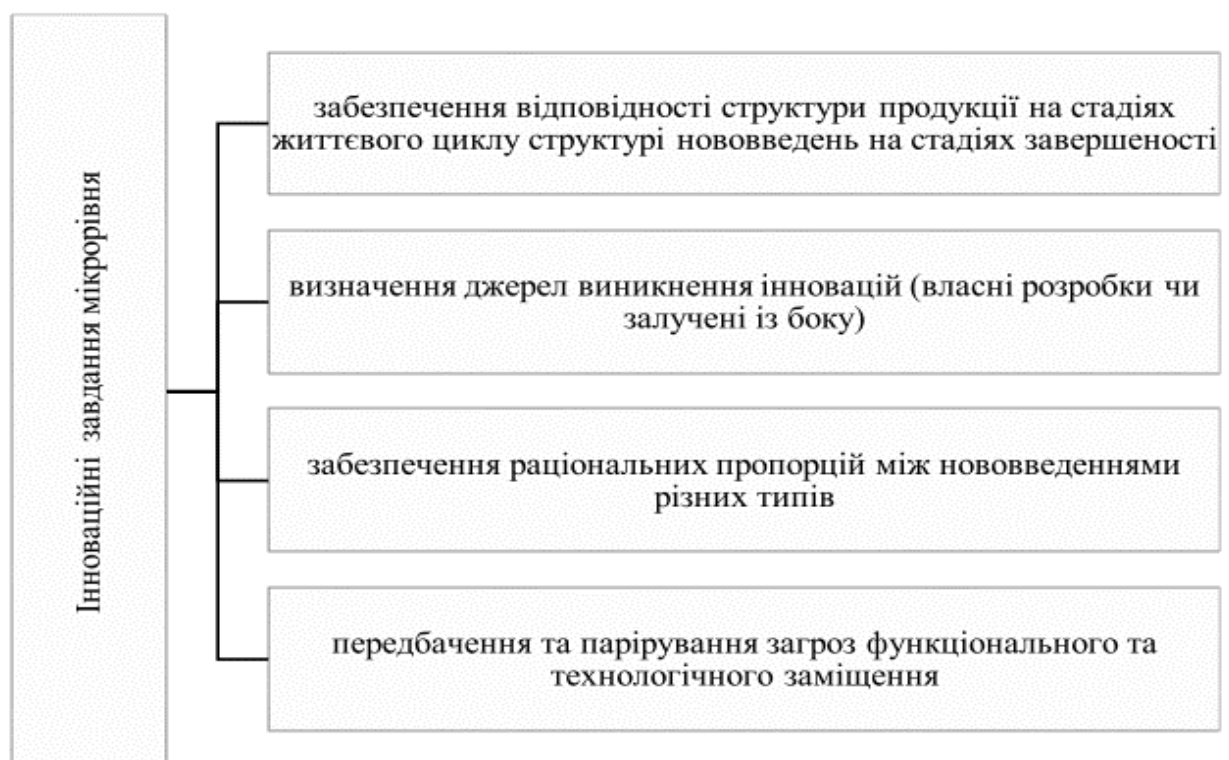 Інноваційні завдання мікрорівня
забезпечення відповідності структури продукції на стадіях
життєвого циклу структурі нововведень на стадіях завершеності
визначення джерел виникнення інновацій (власні розробки чи
залучені із боку)
забезпечення раціональних пропорцій між нововведеннями
різних типів
передбачення та парірування загроз функціонального та
технологічного заміщення